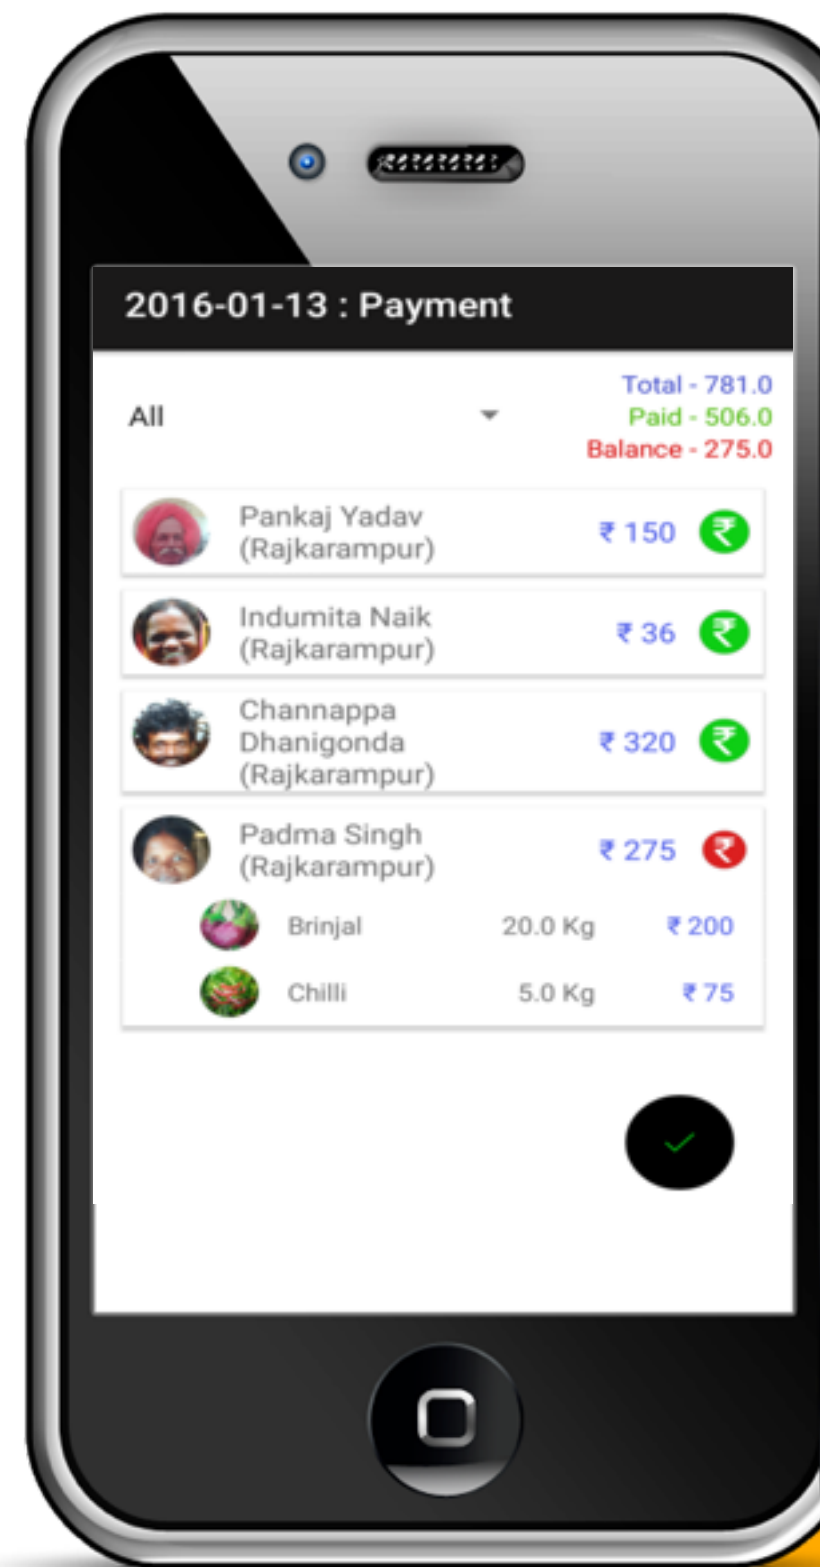 2016-01-13 : Payment
All
Total - 781.0
Paid - 506.0
Balance - 275.0
Pankaj Yadav
(Rajkarampur)
₹ 150
Indumita Naik
(Rajkarampur)
₹ 36
Channappa
Dhanigonda
(Rajkarampur)
₹ 320
Padma Singh
(Rajkarampur)
₹ 275
Brinjal 20.0 Kg ₹ 200
Chilli 5.0 Kg ₹ 75